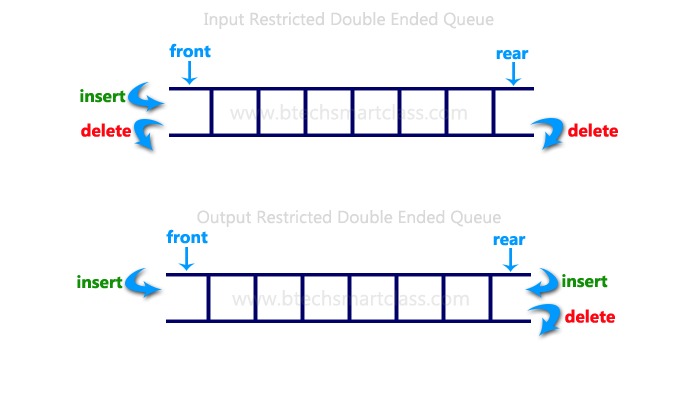 Input Restricted Double Ended Queue
front
rear
insert
www.btechsmartclass.com
delete
delete
Output Restricted Double Ended Queue
front
rear
insert
insert
www.btechsmartclass.com
delete